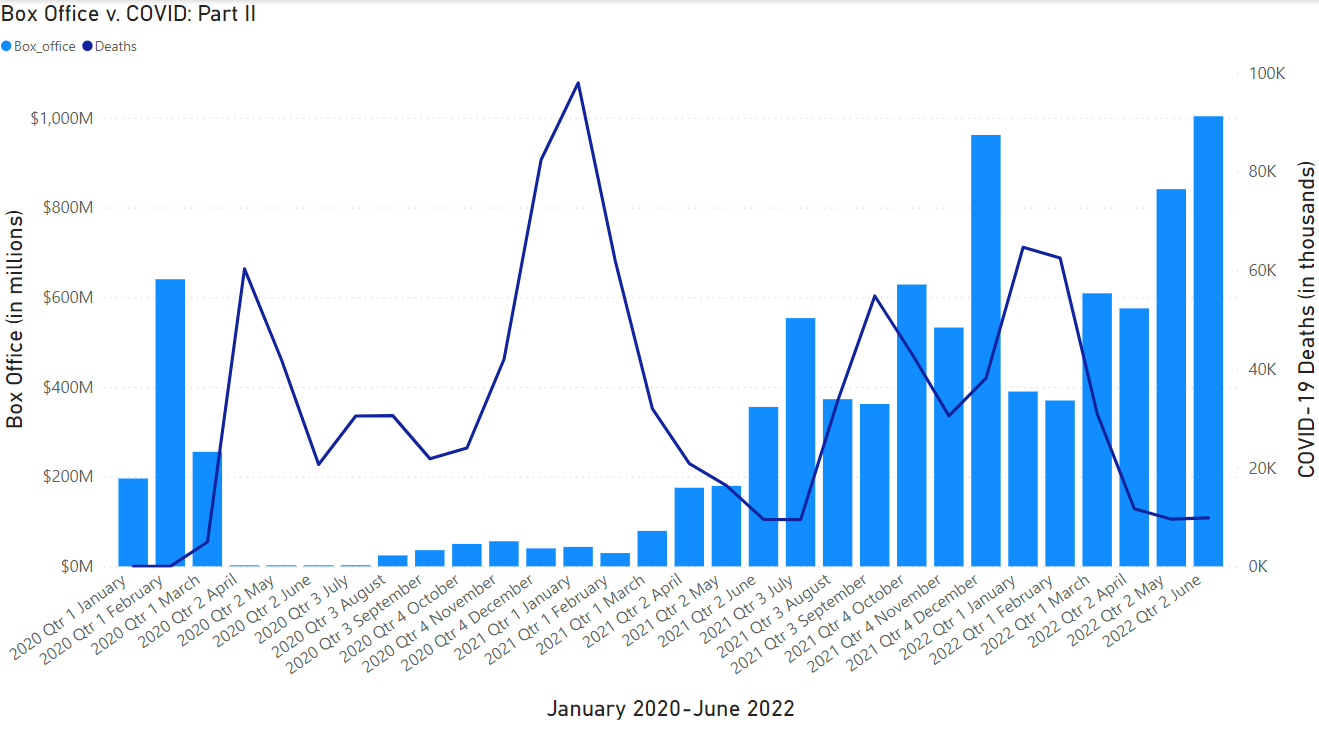 Box Office v. COVID: Part II
Box_office Deaths
Box Office (in millions)
$1,000M
$800M
$600M
$400M
$200M
$0M
100K
80K
60K
40K
20K
0K
COVID-19 Deaths (in thousands)
2020 Qtr 1 January
2020 Qtr 1 February
2020 Qtr 1 March
2020 Qtr 2 April
2020 Qtr 2 May
2020 Qtr 2 June
2020 Qtr 3 July
2020 Qtr 3 August
2020 Qtr 3 September
2020 Qtr 4 October
2020 Qtr 4 November
2020 Qtr 4 December
2021 Qtr 1 January
2021 Qtr 1 February
2021 Qtr 1 March
2021 Qtr 2 April
2021 Qtr 2 May
2021 Qtr 2 June
2021 Qtr 3 July
2021 Qtr 3 August
2021 Qtr 3 September
2021 Qtr 4 October
2021 Qtr 4 November
2021 Qtr 4 December
2022 Qtr 1 January
2022 Qtr 1 February
2022 Qtr 1 March
2022 Qtr 2 April
2022 Qtr 2 May
2022 Qtr 2 June
January 2020-June 2022